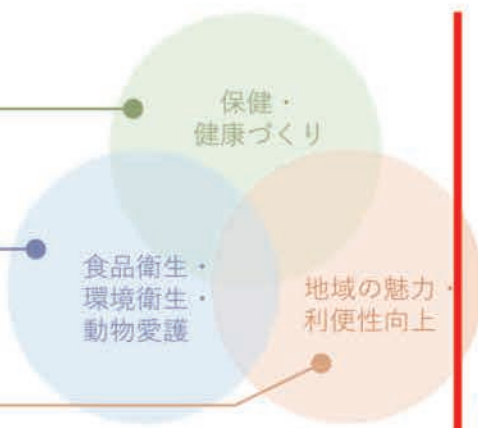 保健・
健康づくり
食品衛生・
環境衛生・
動物愛護
地域の魅力・
利便性向上